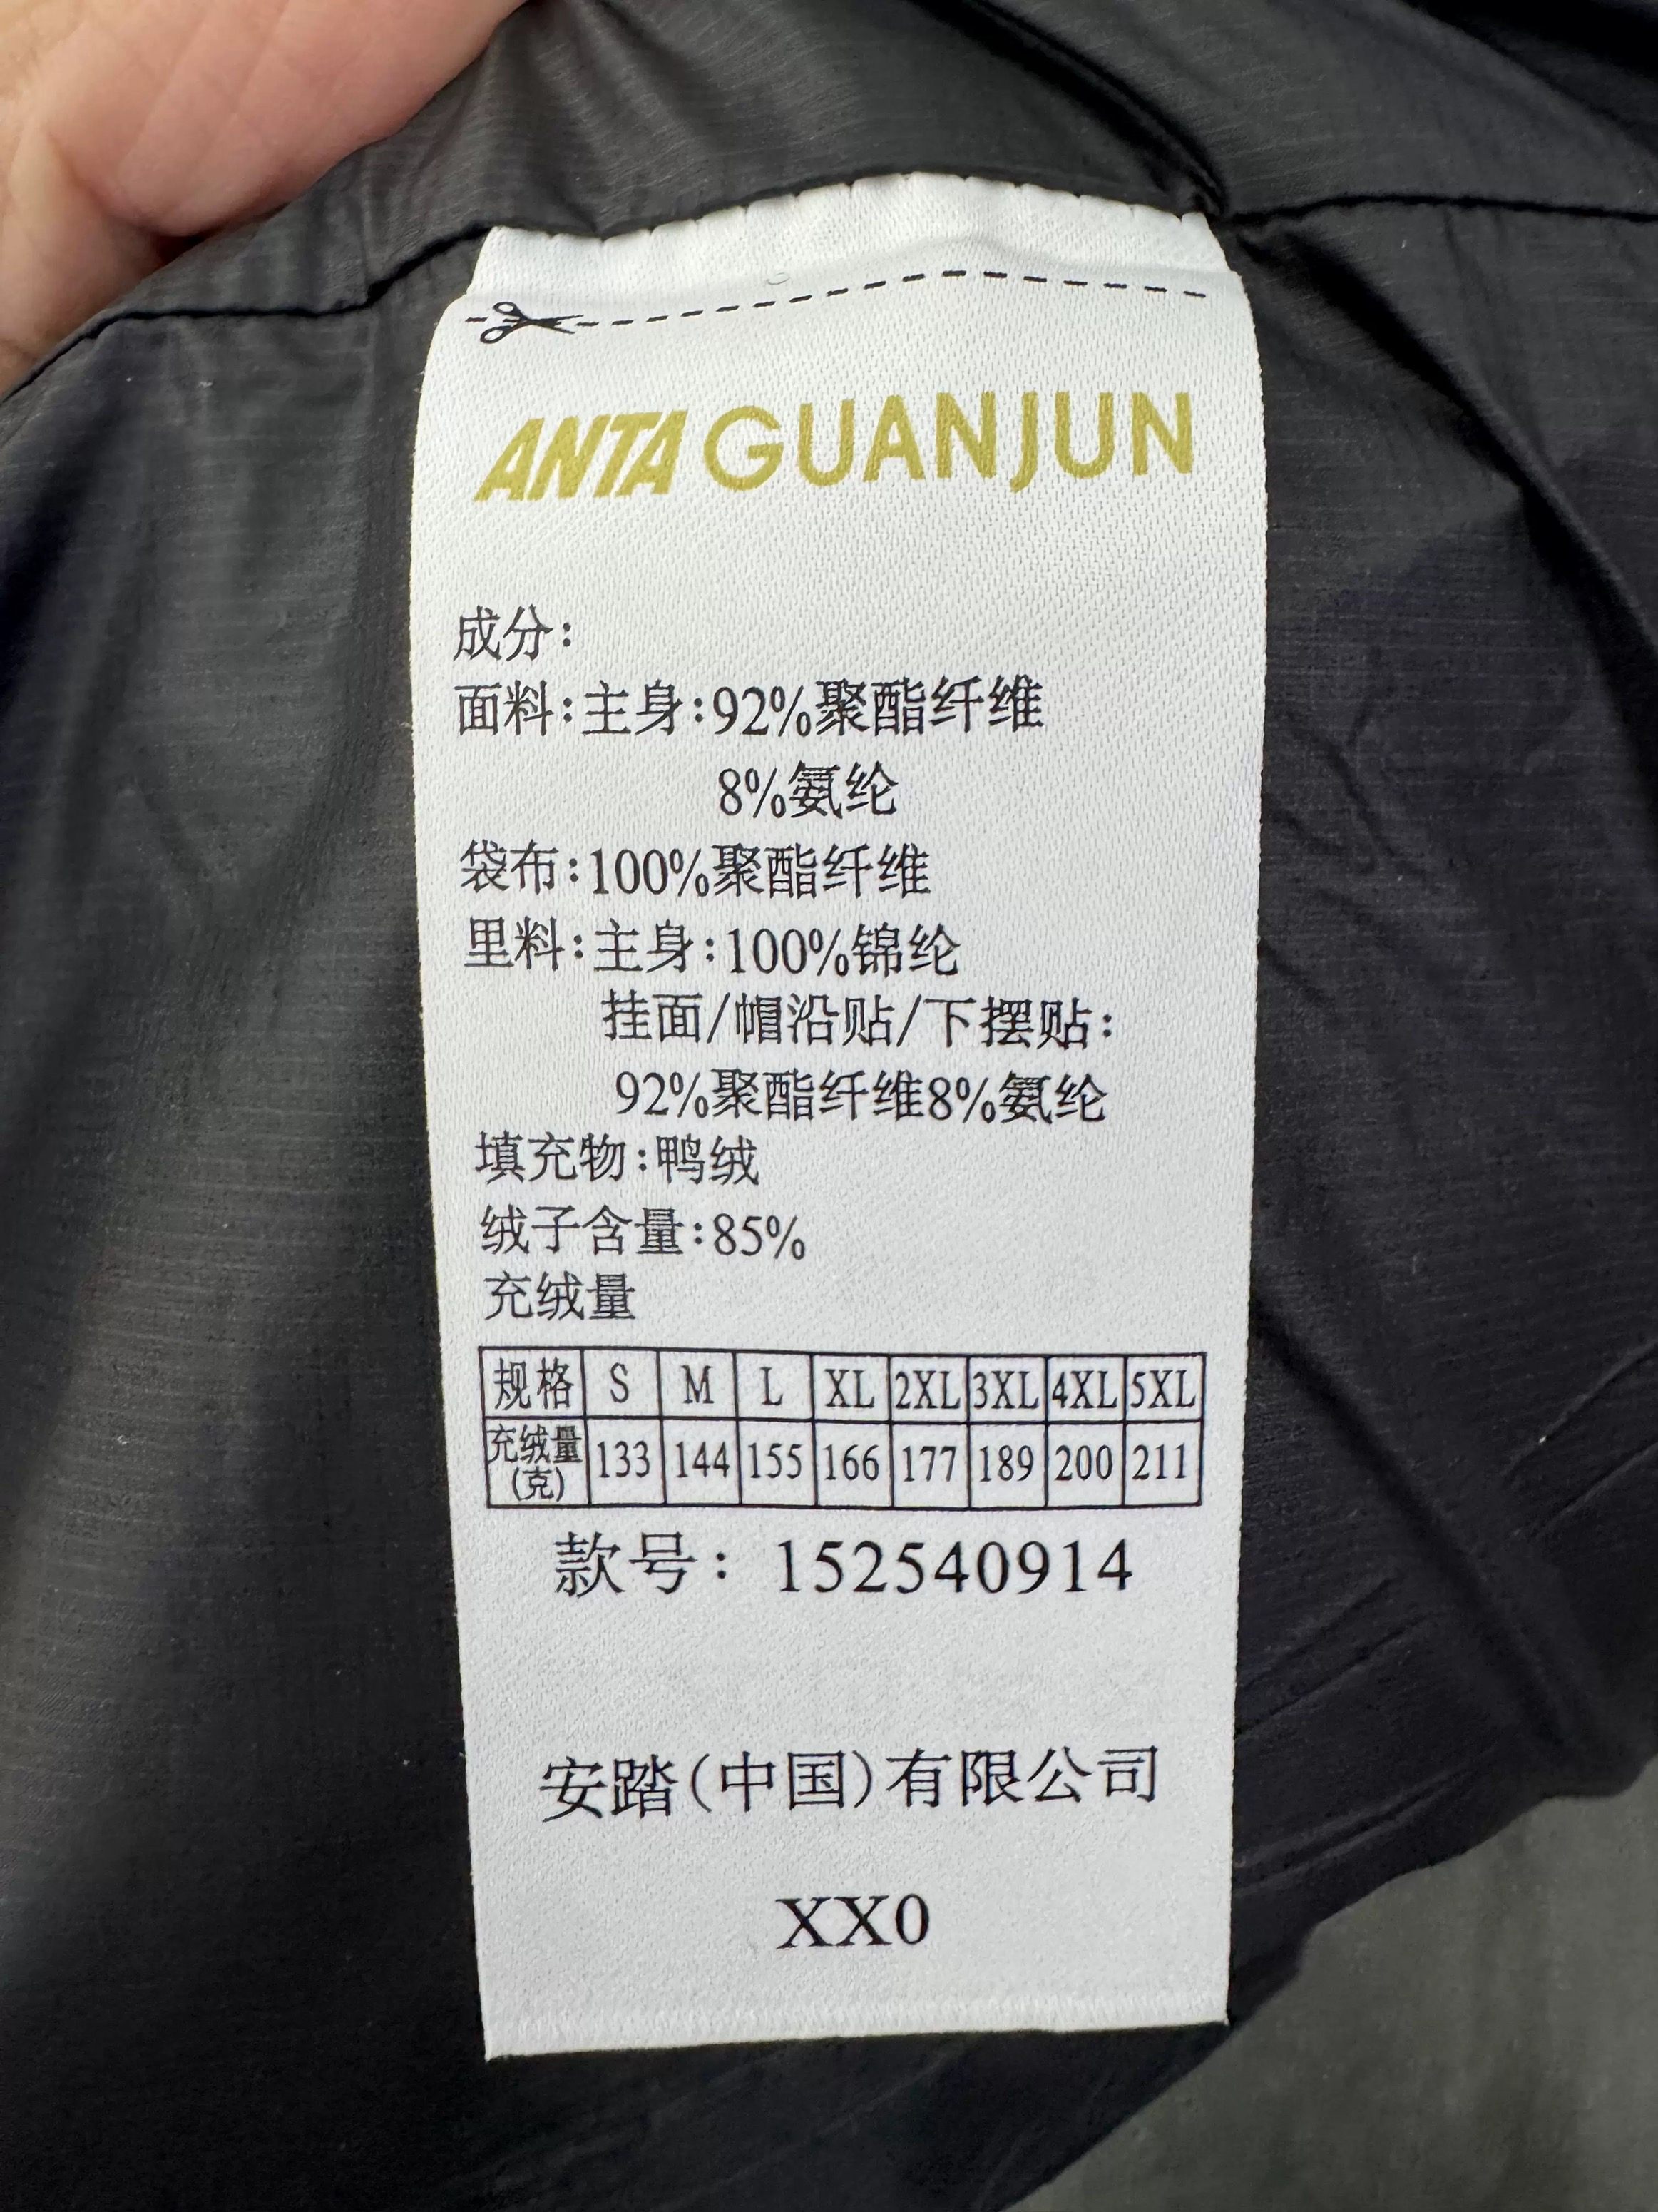 ANTA GUANJUN
成分:
面料:主身:92%聚酯纤维
8%氨纶
袋布:100%聚酯纤维
里料:主身:100%锦纶
挂面/帽沿贴/下摆贴:
92%聚酯纤维8%氨纶
填充物:鸭绒
绒子含量:85%
充绒量
规格 S M L XL 2XL 3XL 4XL 5XL
充绒量(克) 133 144 155 166 177 189 200 211
款号: 152540914
安踏(中国)有限公司
XX0